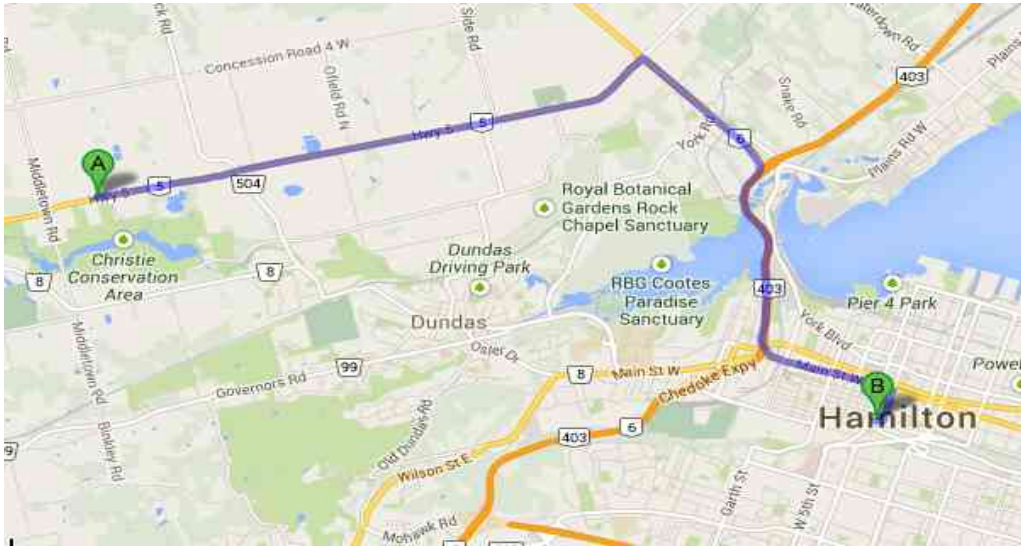 Side Rd
Concession Road 4 W
Ofield Rd N
403
Plains Rd
Snake Rd
Hwy 5
5
6
York Rd
Plains Rd W
A
Middletown Rd
Hwy 5
5
504
Royal Botanical
Gardens Rock
Chapel Sanctuary
Christie
Conservation
Area
8
8
Dundas
Driving Park
RBG Cootes
Paradise
Sanctuary
403
Pier 4 Park
Dundas
York Blvd
Middletown Rd
Osler Dr
99
Governors Rd
8
Main St W
Main St W
Chedoke Expy
B
Hamilton
Binkley Rd
Old Dundas Rd
403
6
Wilson St E
Garth St
W 5th St
Mohawk Rd